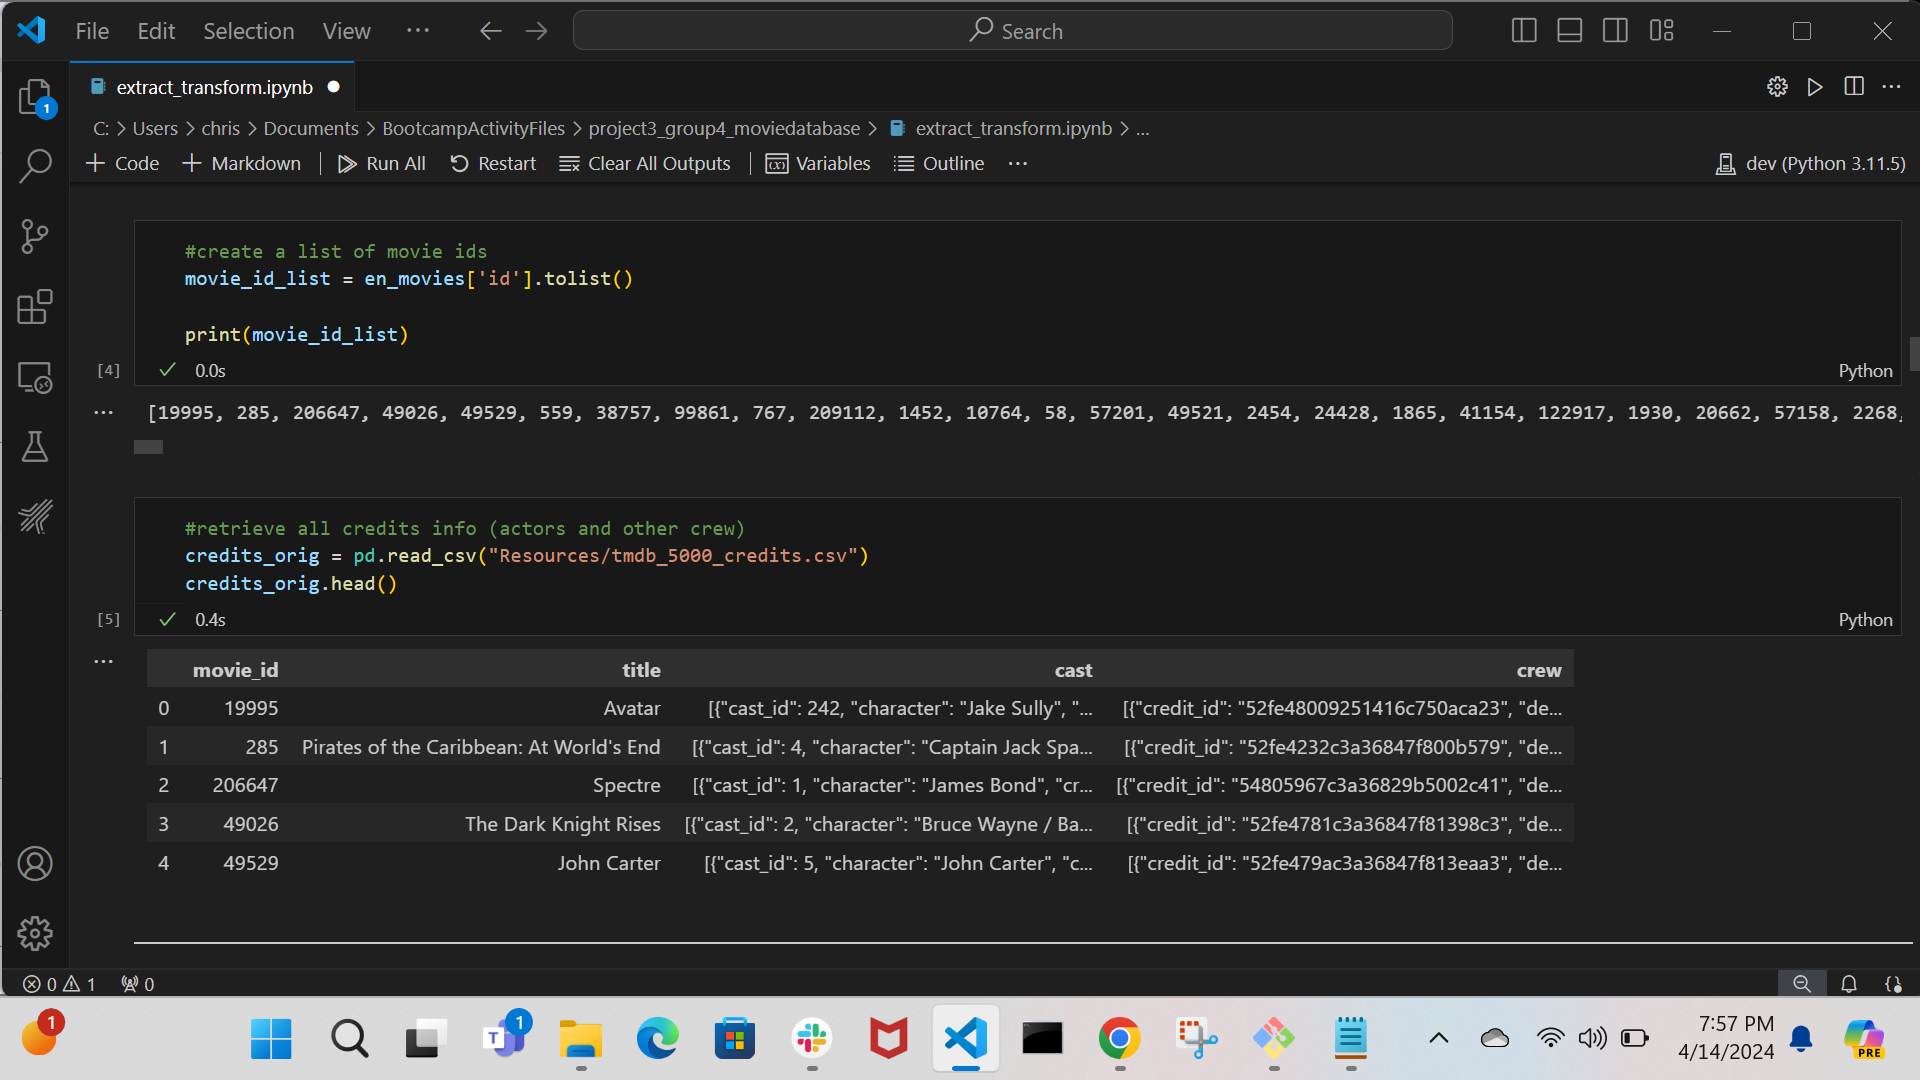 File Edit Selection View ··· Search
extract_transform.ipynb
C: > Users > chris > Documents > BootcampActivityFiles > project3_group4_moviedatabase > extract_transform.ipynb > ...
+ Code + Markdown Run All Restart Clear All Outputs Variables Outline ··· dev (Python 3.11.5)
1
#create a list of movie ids
movie_id_list = en_movies['id'].tolist()
print(movie_id_list)
[4] 0.0s Python
··· [19995, 285, 206647, 49026, 49529, 559, 38757, 99861, 767, 209112, 1452, 10764, 58, 57201, 49521, 2454, 24428, 1865, 41154, 122917, 1930, 20662, 57158, 2268,
#retrieve all credits info (actors and other crew)
credits_orig = pd.read_csv("Resources/tmdb_5000_credits.csv")
credits_orig.head()
[5] 0.4s Python
···
movie_id title cast crew
0 19995 Avatar [{"cast_id": 242, "character": "Jake Sully", "... [{"credit_id": "52fe48009251416c750aca23", "de...
1 285 Pirates of the Caribbean: At World's End [{"cast_id": 4, "character": "Captain Jack Spa... [{"credit_id": "52fe4232c3a36847f800b579", "de...
2 206647 Spectre [{"cast_id": 1, "character": "James Bond", "cr... [{"credit_id": "54805967c3a36829b5002c41", "de...
3 49026 The Dark Knight Rises [{"cast_id": 2, "character": "Bruce Wayne / Ba... [{"credit_id": "52fe4781c3a36847f81398c3", "de...
4 49529 John Carter [{"cast_id": 5, "character": "John Carter", "c... [{"credit_id": "52fe479ac3a36847f813eaa3", "de...
0 1 0
1 T 1 PRE
7:57 PM
4/14/2024